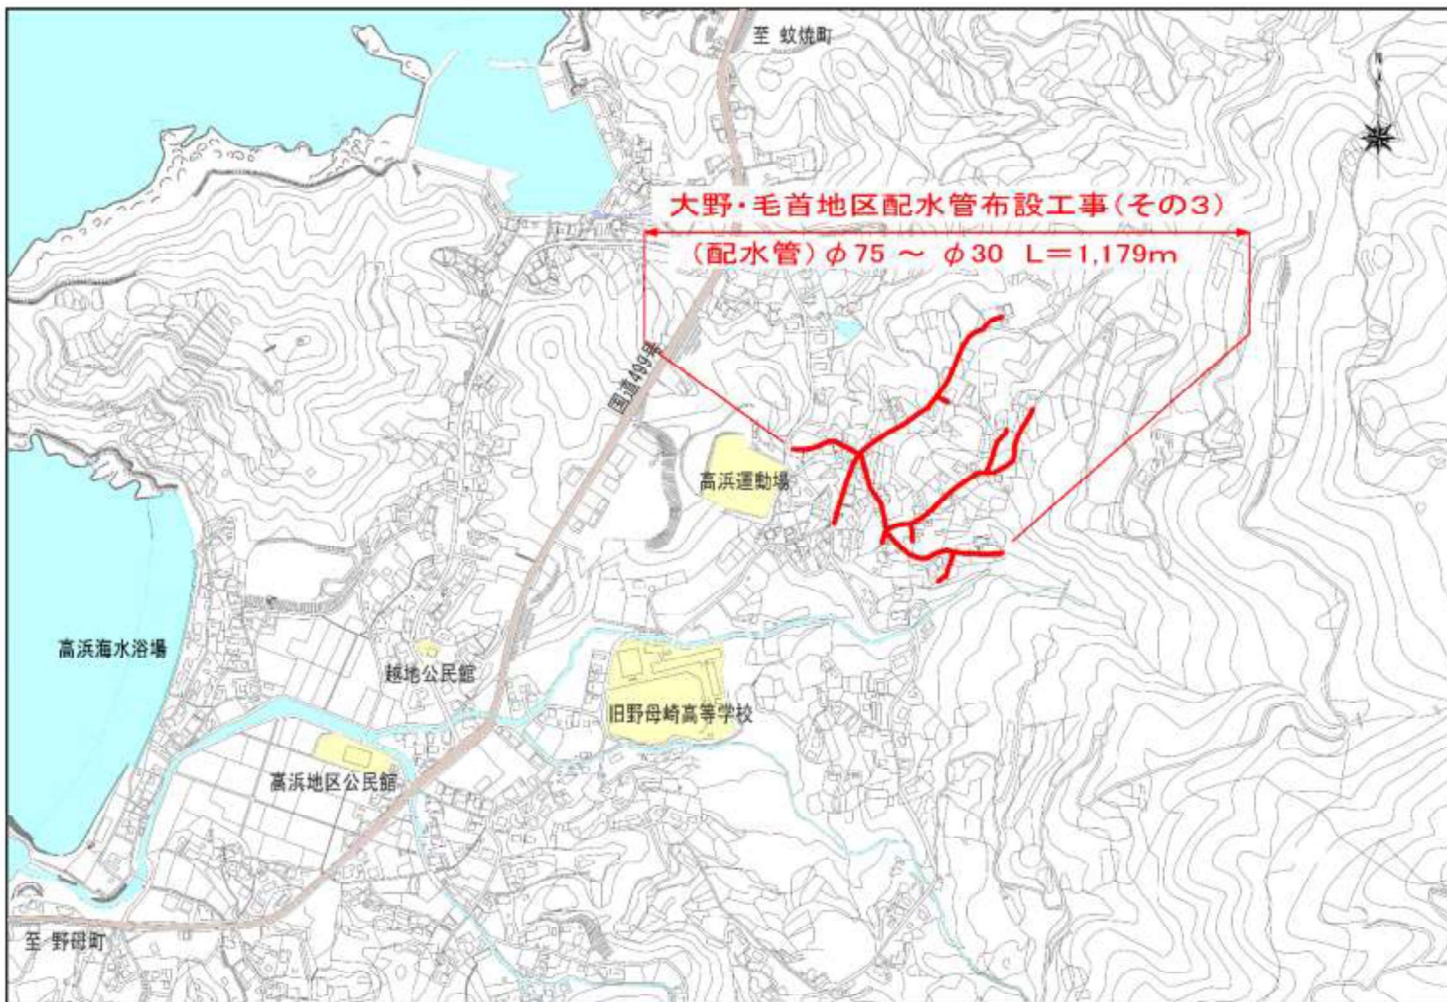 至 蚊焼町
N
大野・毛首地区配水管布設工事(その3)
(配水管)φ75 ～ φ30 L=1,179m
国道499号
高浜運動場
高浜海水浴場
越地公民館
旧野母崎高等学校
高浜地区公民館
至 野母町